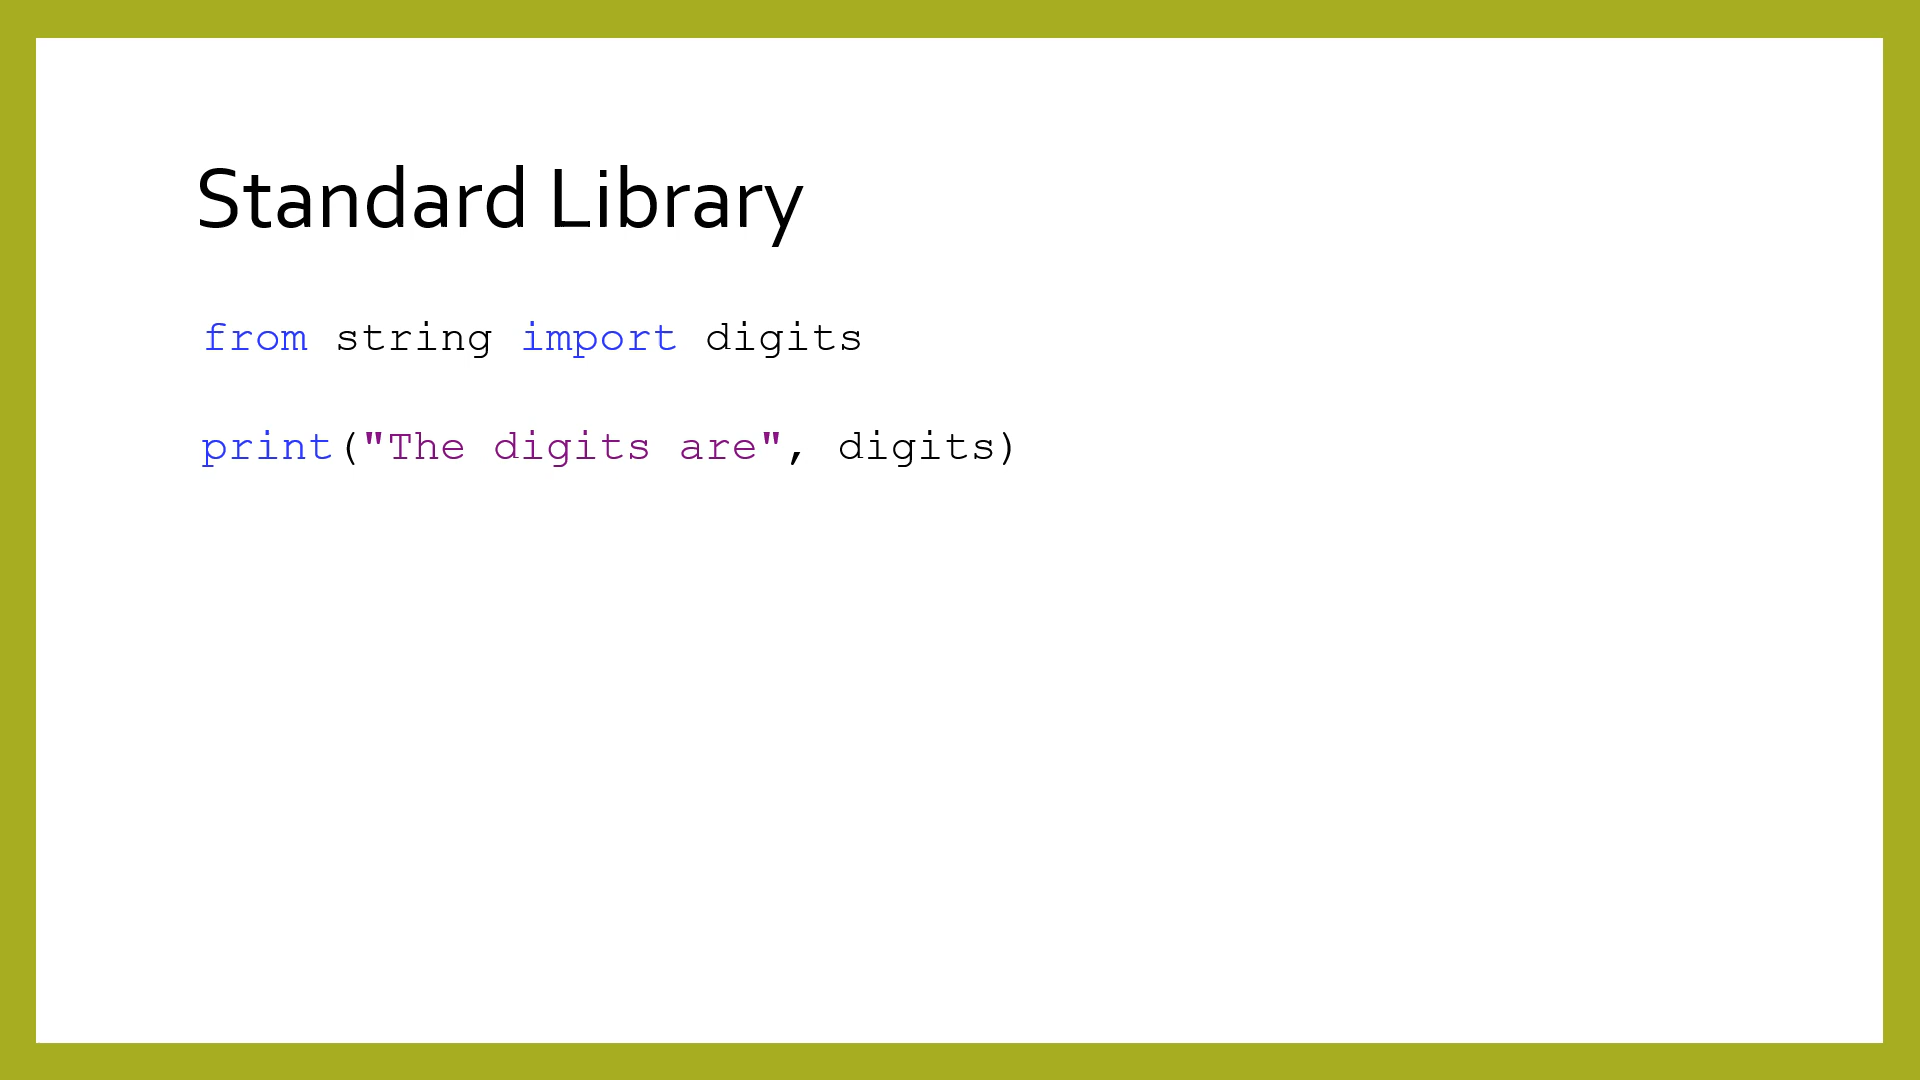 Standard Library
from string import digits
print("The digits are", digits)